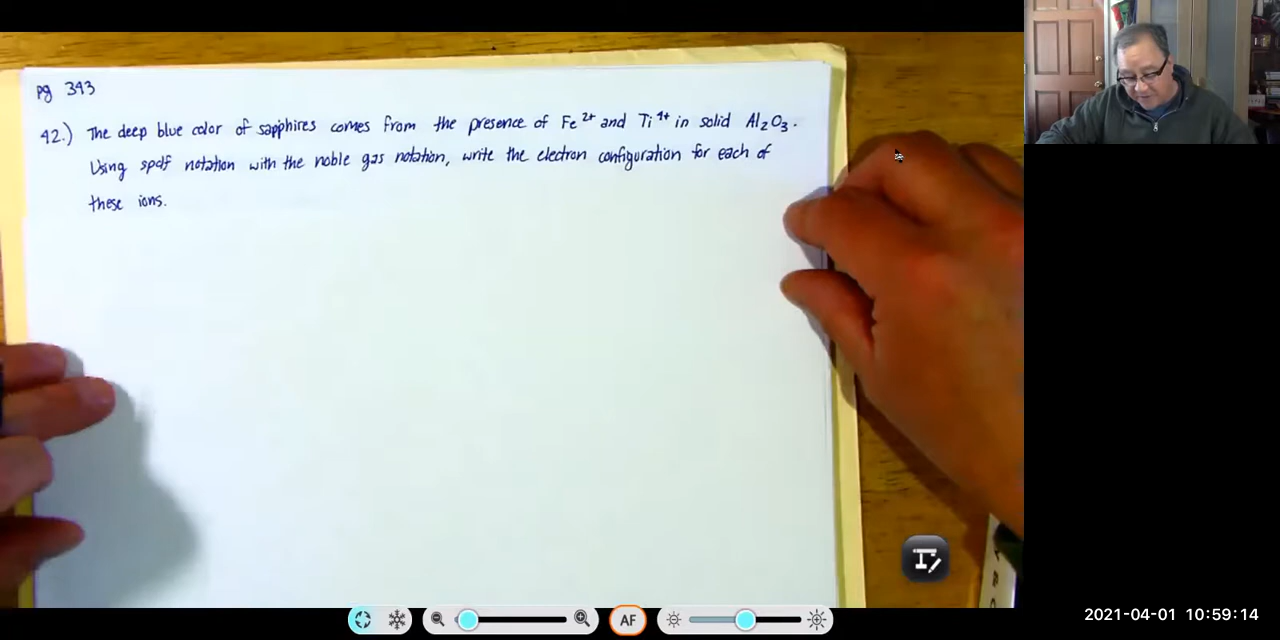 pg 343
42.) The deep blue color of sapphires comes from the presence of Fe²⁺ and Ti⁴⁺ in solid Al₂O₃.
Using spdf notation with the noble gas notation, write the electron configuration for each of
these ions.
AF
2021-04-01 10:59:14